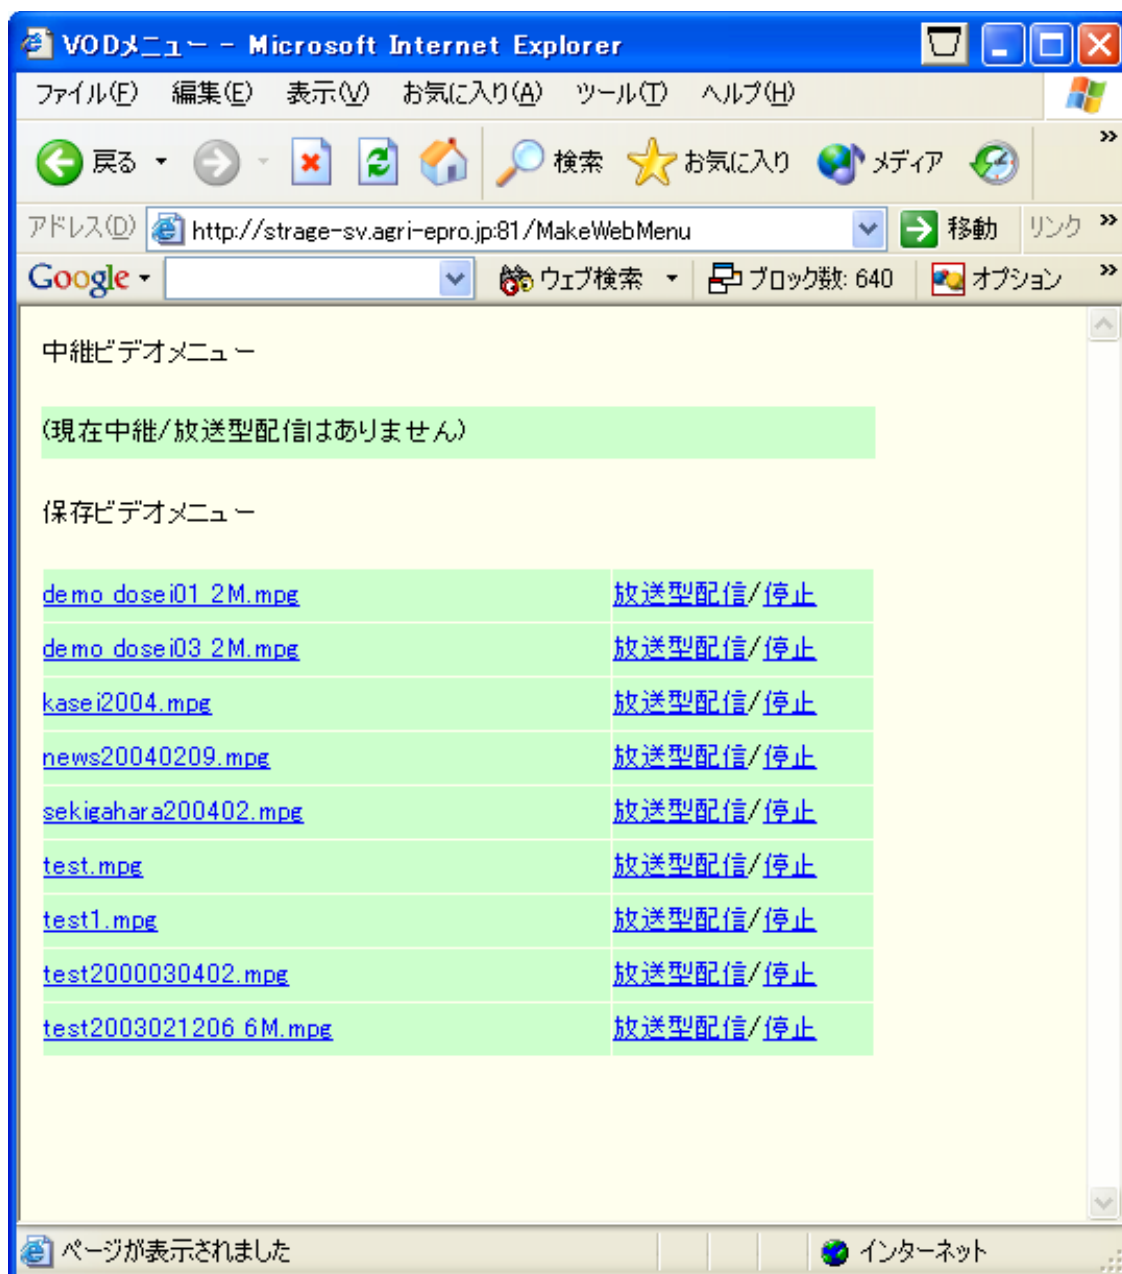 VODメニュー - Microsoft Internet Explorer
ファイル(F) 編集(E) 表示(V) お気に入り(A) ツール(T) ヘルプ(H)
戻る 検索 お気に入り メディア »
アドレス(D) http://strage-sv.agri-epro.jp:81/MakeWebMenu 移動 リンク »
Google ウェブ検索 ブロック数: 640 オプション »
中継ビデオメニュー
(現在中継/放送型配信はありません)
保存ビデオメニュー
demo_dosei01_2M.mpg 放送型配信/停止
demo_dosei03_2M.mpg 放送型配信/停止
kasei2004.mpg 放送型配信/停止
news20040209.mpg 放送型配信/停止
sekigahara200402.mpg 放送型配信/停止
test.mpg 放送型配信/停止
test1.mpg 放送型配信/停止
test2000030402.mpg 放送型配信/停止
test2003021206_6M.mpg 放送型配信/停止
ページが表示されました インターネット